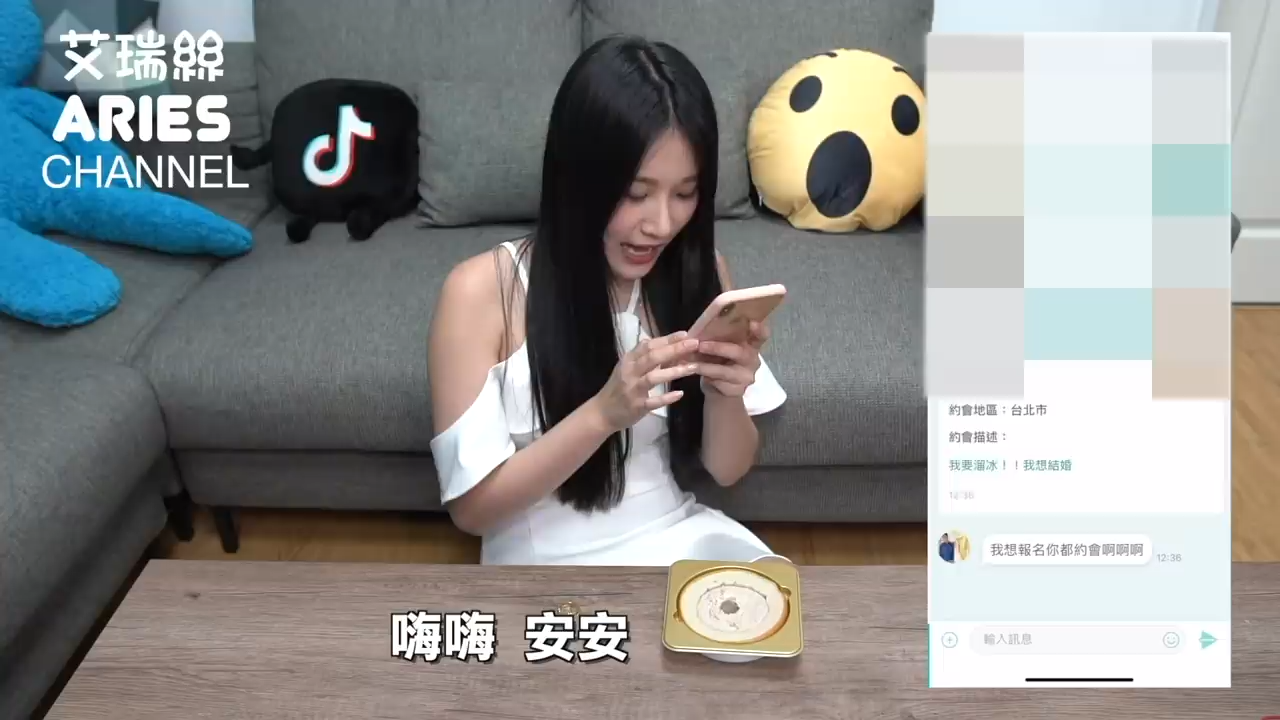 艾瑞絲
ARIES
CHANNEL
約會地區：台北市
約會描述：
我要溜冰！！我想結婚
12:36
我想報名你都約會啊啊啊
12:36
輸入訊息
嗨嗨 安安